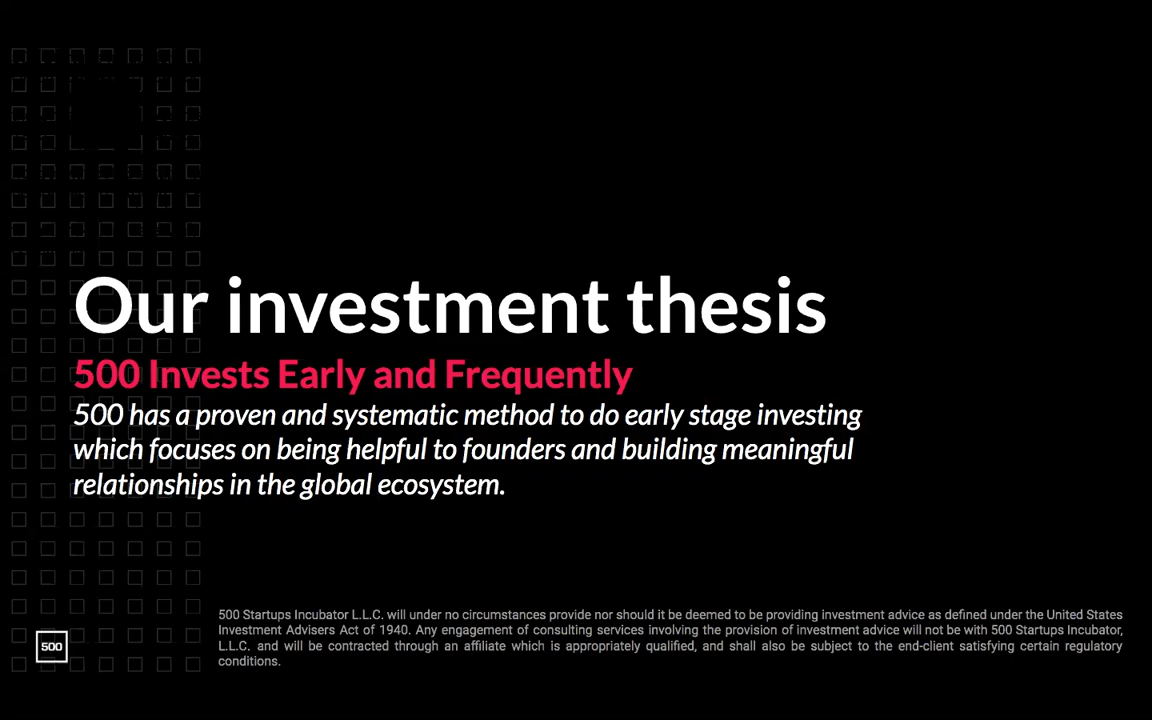 Our investment thesis
500 Invests Early and Frequently
500 has a proven and systematic method to do early stage investing
which focuses on being helpful to founders and building meaningful
relationships in the global ecosystem.
500 Startups Incubator L.L.C. will under no circumstances provide nor should it be deemed to be providing investment advice as defined under the United States
Investment Advisers Act of 1940. Any engagement of consulting services involving the provision of investment advice will not be with 500 Startups Incubator,
L.L.C. and will be contracted through an affiliate which is appropriately qualified, and shall also be subject to the end-client satisfying certain regulatory
conditions.
500